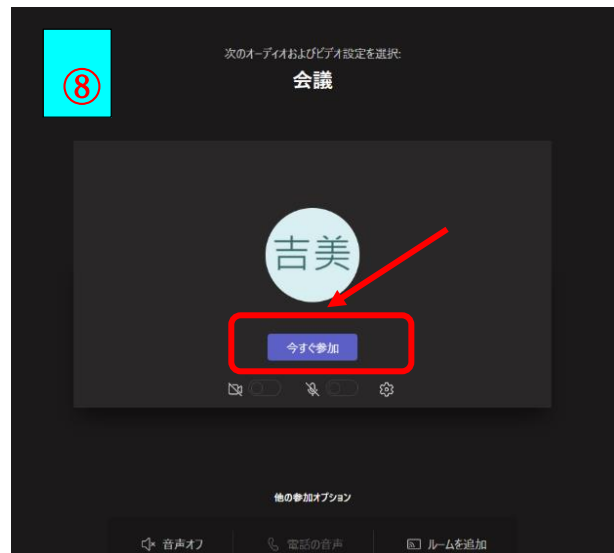 ⑧
次のオーディオおよびビデオ設定を選択:
会議
吉美
今すぐ参加
他の参加オプション
音声オフ
電話の音声
ルームを追加